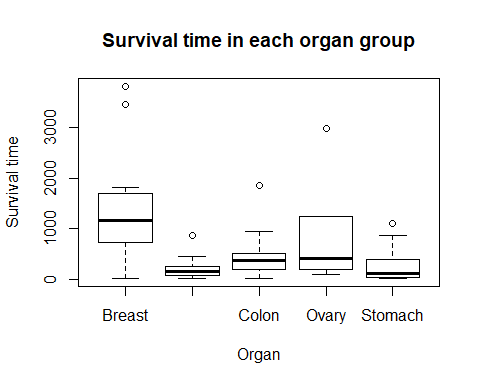 Survival time in each organ group
Survival time
3000
2000
1000
0
Breast Colon Ovary Stomach
Organ